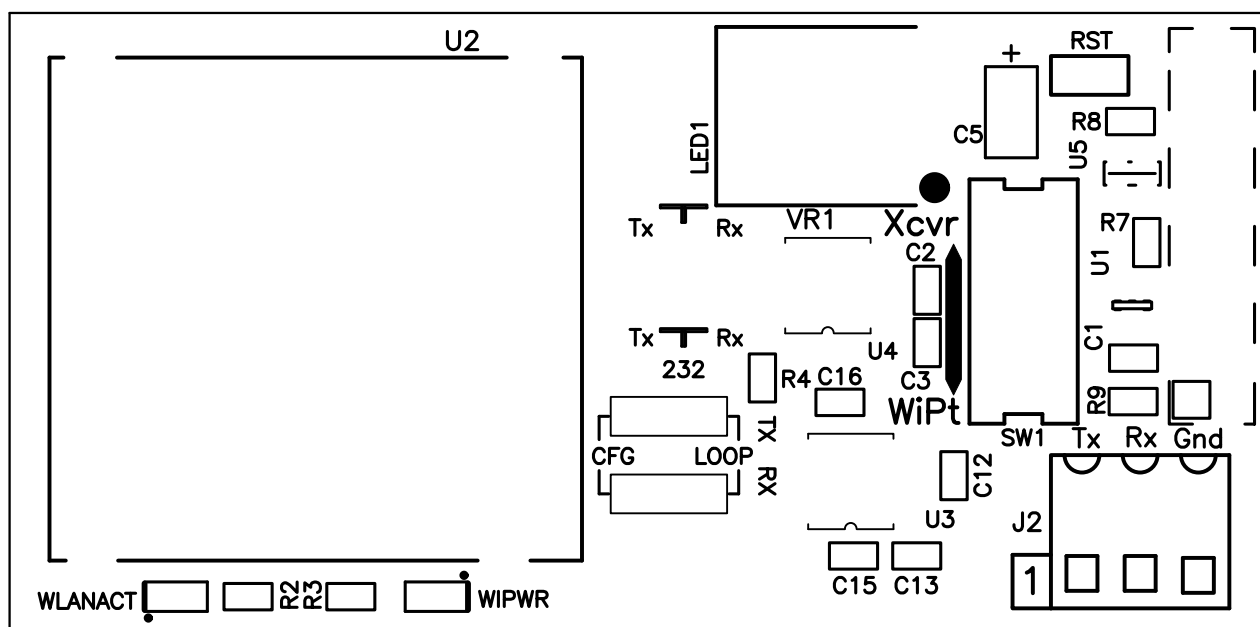 U2
LED1
+
C5
RST
R8
U5
Tx Rx
VR1
Xcvr
R7
C2
U1
Tx Rx
232
U4
C3
C1
R4
C16
WiPt
R9
SW1
Tx Rx Gnd
TX
CFG LOOP
RX
C12
U3
J2
1
WLANACT
R2
R3
WIPWR
C15
C13